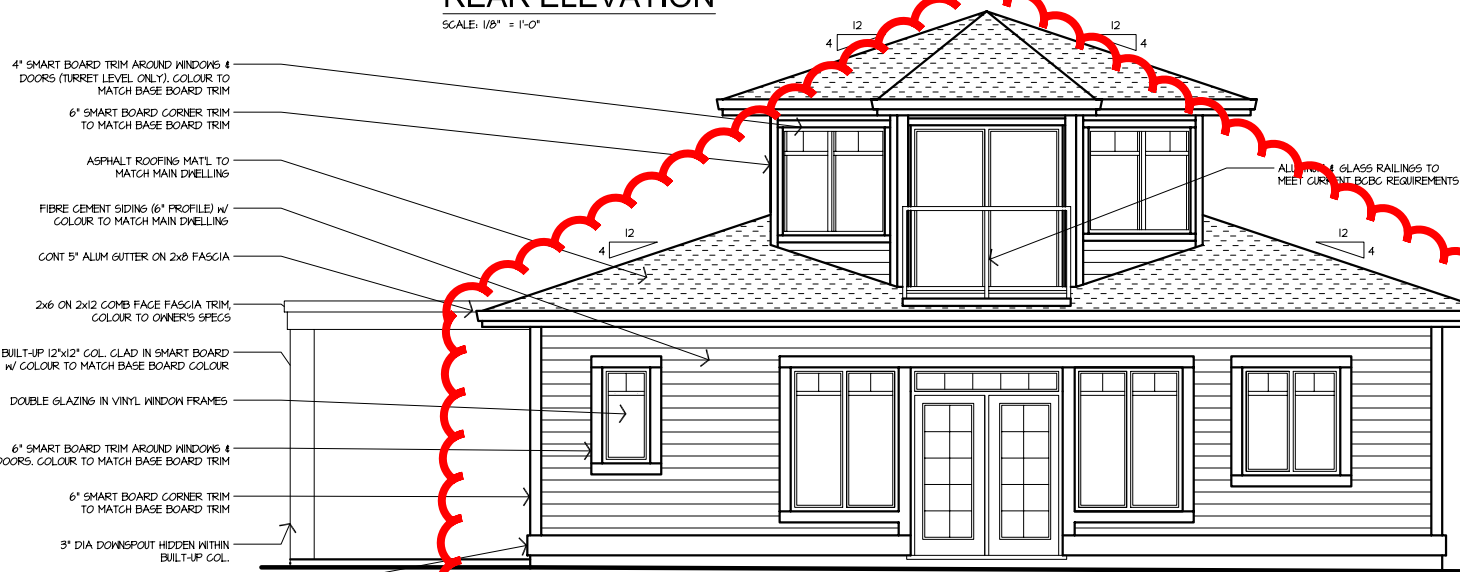 REAR ELEVATION
SCALE: 1/8" = 1'-0"
12
4
12
4
4" SMART BOARD TRIM AROUND WINDOWS &
DOORS (TURRET LEVEL ONLY). COLOUR TO
MATCH BASE BOARD TRIM
6" SMART BOARD CORNER TRIM
TO MATCH BASE BOARD TRIM
ASPHALT ROOFING MAT'L TO
MATCH MAIN DWELLING
FIBRE CEMENT SIDING (6" PROFILE) W/
COLOUR TO MATCH MAIN DWELLING
CONT 5" ALUM GUTTER ON 2x8 FASCIA
2x6 ON 2x12 COMB FACE FASCIA TRIM,
COLOUR TO OWNER'S SPECS
BUILT-UP 12"x12" COL. CLAD IN SMART BOARD
W/ COLOUR TO MATCH BASE BOARD COLOUR
DOUBLE GLAZING IN VINYL WINDOW FRAMES
6" SMART BOARD TRIM AROUND WINDOWS &
DOORS. COLOUR TO MATCH BASE BOARD TRIM
6" SMART BOARD CORNER TRIM
TO MATCH BASE BOARD TRIM
3" DIA DOWNSPOUT HIDDEN WITHIN
BUILT-UP COL.
12
4
12
4
& GLASS RAILINGS TO
MEET CURRENT BCBC REQUIREMENTS